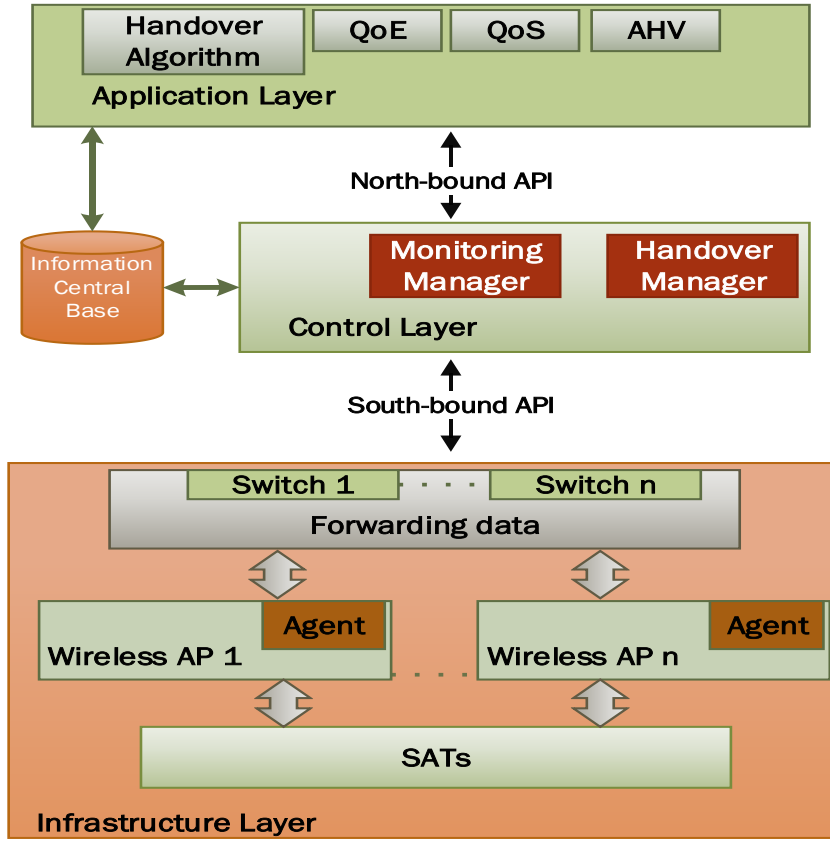 Handover
Algorithm
QoE
QoS
AHV
Application Layer
North-bound API
Information
Central
Base
Monitoring
Manager
Handover
Manager
Control Layer
South-bound API
Switch 1
Switch n
Forwarding data
Agent
Wireless AP 1
Agent
Wireless AP n
SATs
Infrastructure Layer